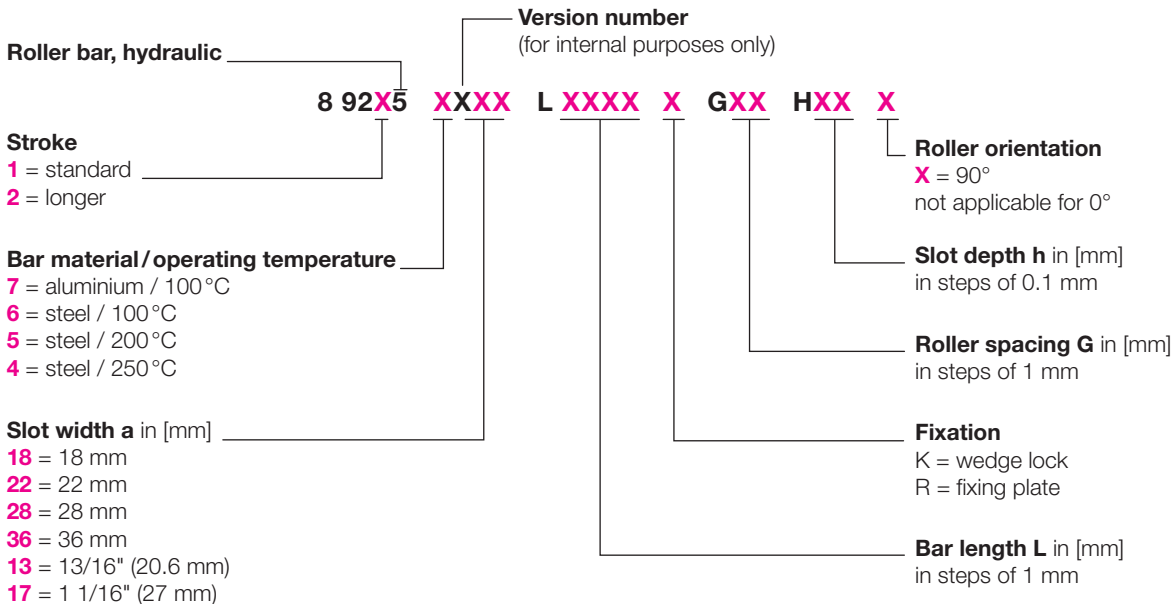 Version number
(for internal purposes only)
Roller bar, hydraulic
8 92X5 XXXX L XXXX X GXX HXX X
Stroke
1 = standard
2 = longer
Bar material / operating temperature
7 = aluminium / 100 °C
6 = steel / 100 °C
5 = steel / 200 °C
4 = steel / 250 °C
Slot width a in [mm]
18 = 18 mm
22 = 22 mm
28 = 28 mm
36 = 36 mm
13 = 13/16" (20.6 mm)
17 = 1 1/16" (27 mm)
Roller orientation
X = 90°
not applicable for 0°
Slot depth h in [mm]
in steps of 0.1 mm
Roller spacing G in [mm]
in steps of 1 mm
Fixation
K = wedge lock
R = fixing plate
Bar length L in [mm]
in steps of 1 mm